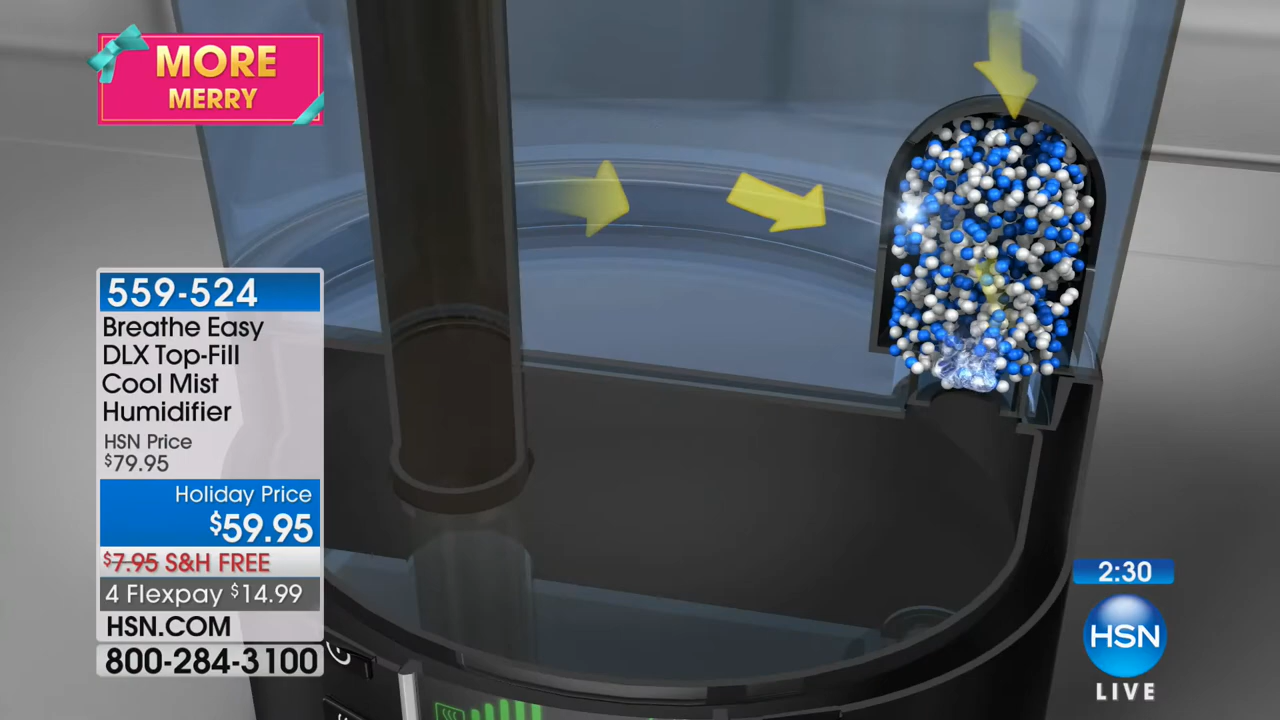 MORE
MERRY
559-524
Breathe Easy
DLX Top-Fill
Cool Mist
Humidifier
HSN Price
$79.95
Holiday Price
$59.95
$7.95 S&H FREE
4 Flexpay $14.99
HSN.COM
800-284-3100
2:30
HSN
LIVE